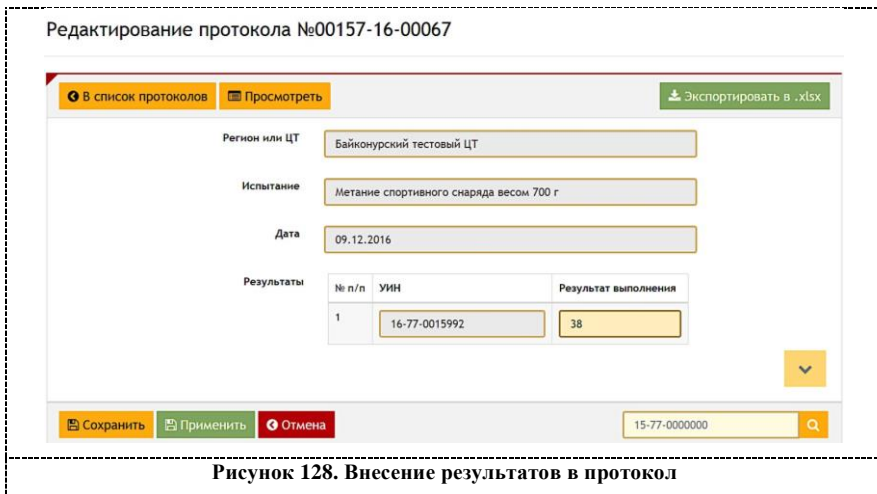 Редактирование протокола №00157-16-00067
В список протоколов Просмотреть Экспортировать в .xlsx
Регион или ЦТ Байконурский тестовый ЦТ
Испытание Метание спортивного снаряда весом 700 г
Дата 09.12.2016
Результаты № п/п УИН Результат выполнения
1 16-77-0015992 38
Сохранить Применить Отмена 15-77-0000000
Рисунок 128. Внесение результатов в протокол